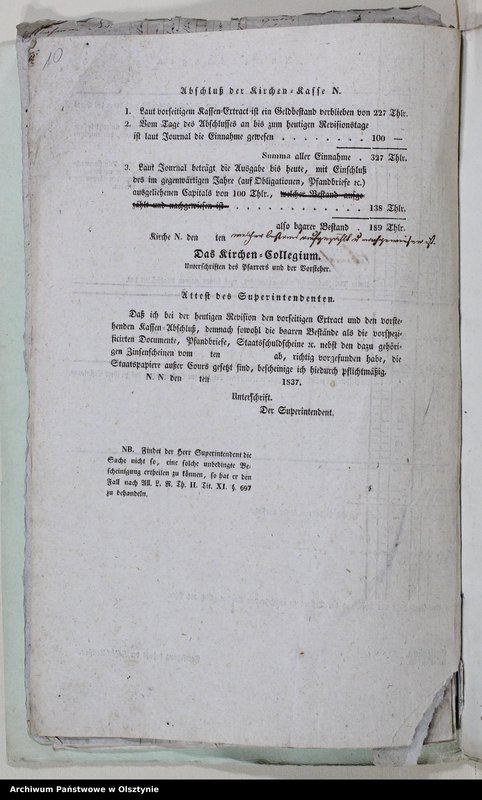 10
Abschluß der Kirchen-Kasse N.
1. Laut vorseitigem Kassen-Extract ist ein Geldbestand verblieben von 227 Thlr.
2. Vom Tage des Abschlusses an bis zum heutigen Revisionstage
ist laut Journal die Einnahme gewesen . . . . . . . . 100 —
Summa aller Einnahme . 327 Thlr.
3. Laut Journal beträgt die Ausgabe bis heute, mit Einschluß
des im gegenwärtigen Jahre (auf Obligationen, Pfandbriefe ꝛc.)
ausgeliehenen Capitals von 100 Thlr., welcher Bestand aufge
zählt und nachgewiesen ist . . . . . . . . . . . . 138 Thlr.
also baarer Bestand . 189 Thlr.
Kirche N. den ten welcher Bestand aufgezählt u nachgewiesen ist.
Das Kirchen-Collegium.
Unterschriften des Pfarrers und der Vorsteher.
Attest des Superintendenten.
Daß ich bei der heutigen Revision den vorseitigen Extract und den vorste-
henden Kassen-Abschluß, demnach sowohl die baaren Bestände als die vorspezi-
ficirten Documente, Pfandbriefe, Staatsschuldscheine ꝛc. nebst den dazu gehöri-
gen Zinsenscheinen vom ten ab, richtig vorgefunden habe, die
Staatspapiere außer Cours gesetzt sind, bescheinige ich hiedurch pflichtmäßig.
N. N. den ten 1837.
Unterschrift.
Der Superintendent.
NB. Findet der Herr Superintendent die
Sache nicht so, eine solche unbedingte Be-
scheinigung ertheilen zu können, so hat er den
Fall nach All. L. R. Th. II. Tit. XI. §. 697
zu behandeln.
Archiwum Państwowe w Olsztynie